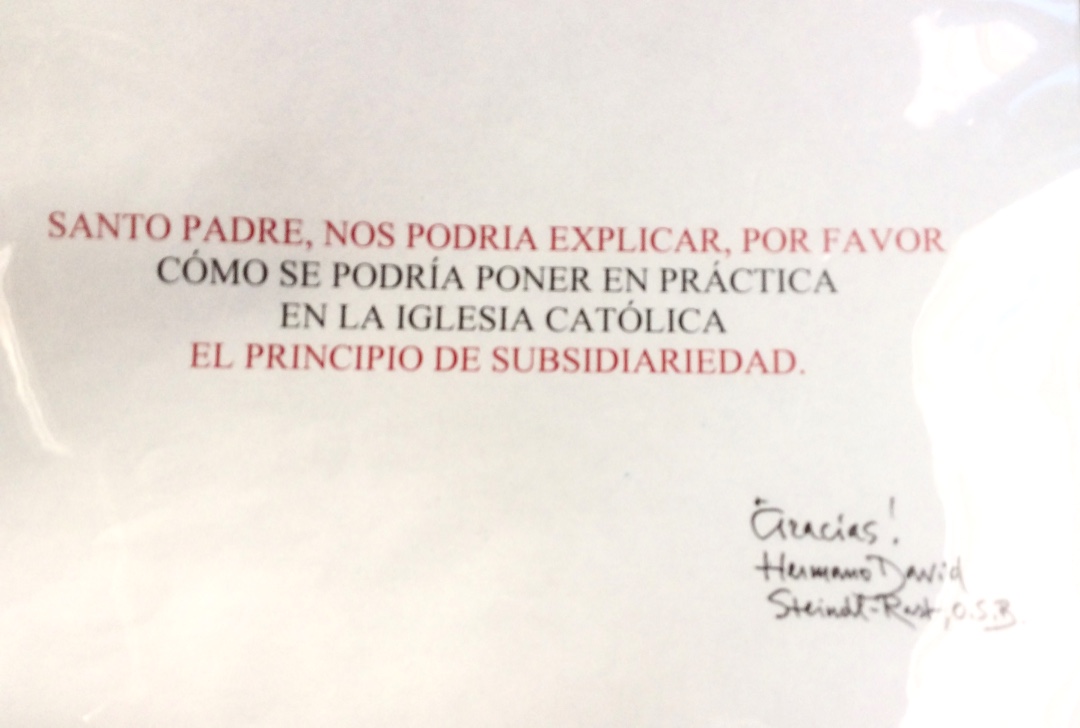 SANTO PADRE, NOS PODRIA EXPLICAR, POR FAVOR
CÓMO SE PODRÍA PONER EN PRÁCTICA
EN LA IGLESIA CATÓLICA
EL PRINCIPIO DE SUBSIDIARIEDAD.
¡Gracias!
Hermano David
Steindl-Rast, O.S.B.